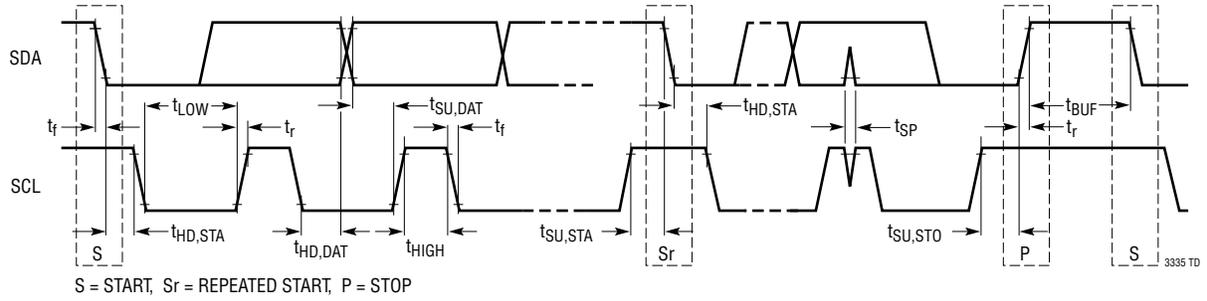 SDA
tLOW
tSU,DAT
tHD,STA
tBUF
tf
tr
tf
tSP
tr
SCL
tHD,STA
tHD,DAT
tHIGH
tSU,STA
tSU,STO
S
Sr
P
S
3335 TD
S = START, Sr = REPEATED START, P = STOP